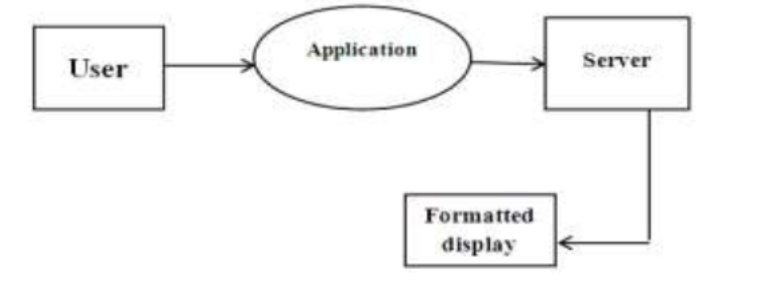 User
Application
Server
Formatted
display